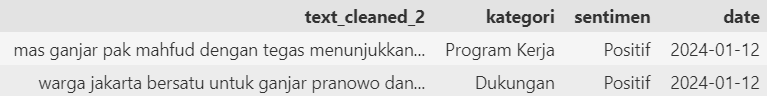 text_cleaned_2 kategori sentimen date
mas ganjar pak mahfud dengan tegas menunjukkan... Program Kerja Positif 2024-01-12
warga jakarta bersatu untuk ganjar pranowo dan... Dukungan Positif 2024-01-12